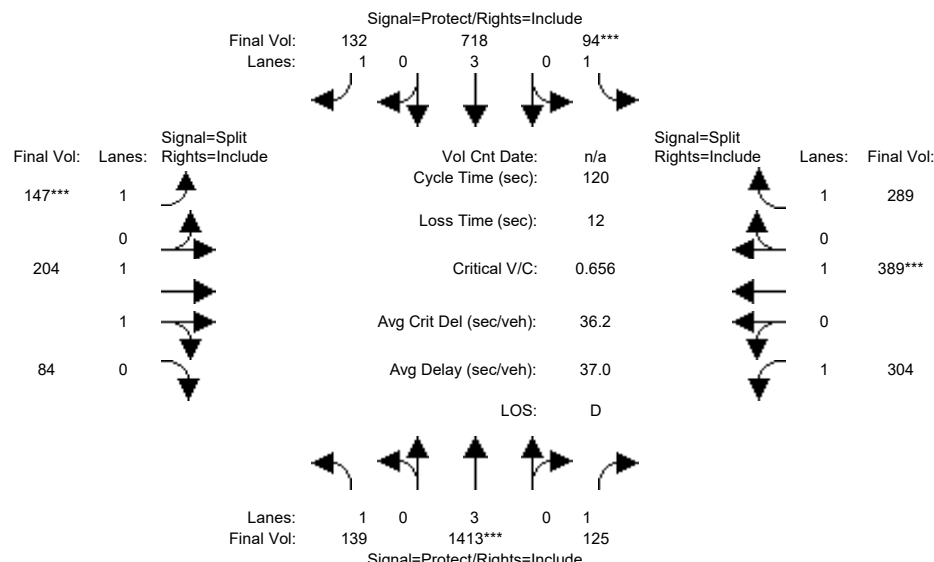 Signal=Protect/Rights=Include
Final Vol: 132 718 94***
Lanes: 1 0 3 0 1
Signal=Split Signal=Split
Final Vol: Lanes: Rights=Include Vol Cnt Date: n/a Rights=Include Lanes: Final Vol:
Cycle Time (sec): 120
147*** 1 1 289
Loss Time (sec): 12
0 0
204 1 Critical V/C: 0.656 1 389***
1 Avg Crit Del (sec/veh): 36.2 0
84 0 Avg Delay (sec/veh): 37.0 1 304
LOS: D
Lanes: 1 0 3 0 1
Final Vol: 139 1413*** 125
Signal=Protect/Rights=Include